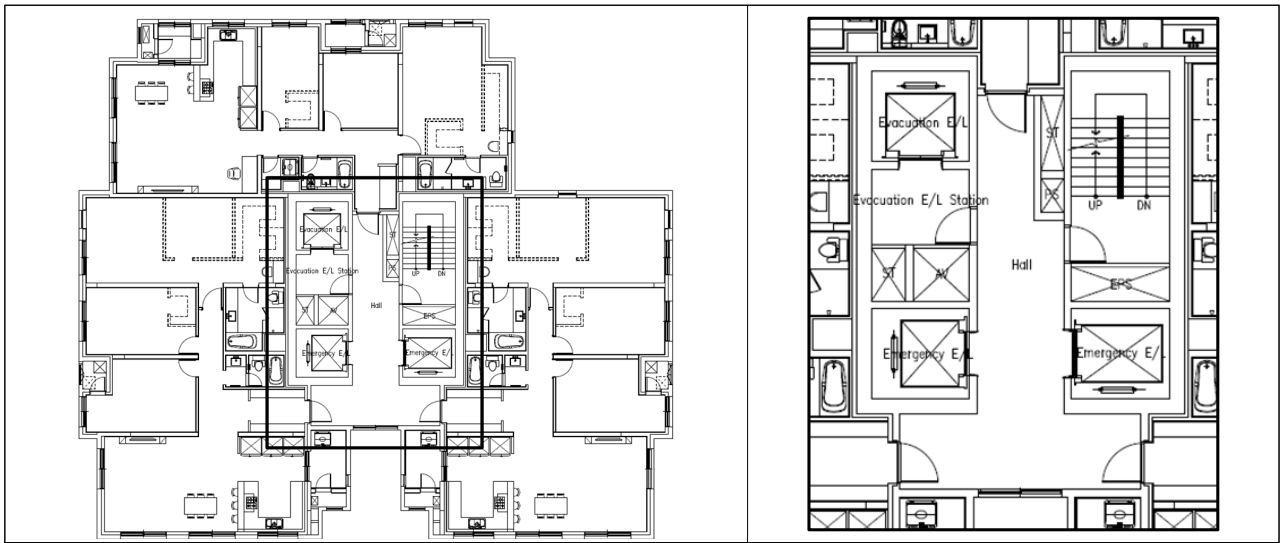 Evacuation E/L
ST
PS
Evacuation E/L Station
UP DN
Hall
ST AV
EPS
Emergency E/L
Emergency E/L
Evacuation E/L
ST
PS
Evacuation E/L Station
UP DN
Hall
ST AV
EPS
Emergency E/L
Emergency E/L